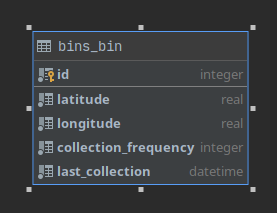 bins_bin
id integer
latitude real
longitude real
collection_frequency integer
last_collection datetime